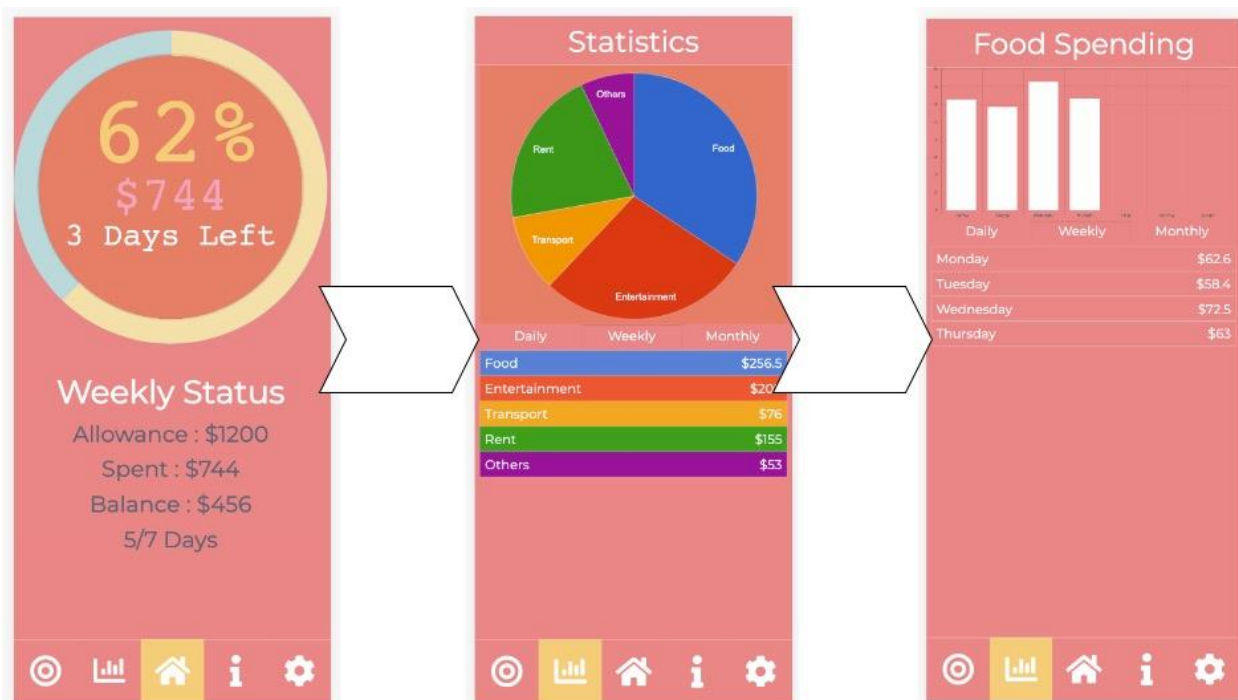 62%
$744
3 Days Left
Weekly Status
Allowance : $1200
Spent : $744
Balance : $456
5/7 Days
Statistics
Others
Food
Rent
Transport
Entertainment
Daily Weekly Monthly
Food $256.5
Entertainment
Transport $76
Rent $155
Others $53
Food Spending
Daily Weekly Monthly
Monday $62.6
Tuesday $58.4
Wednesday $72.5
Thursday $63